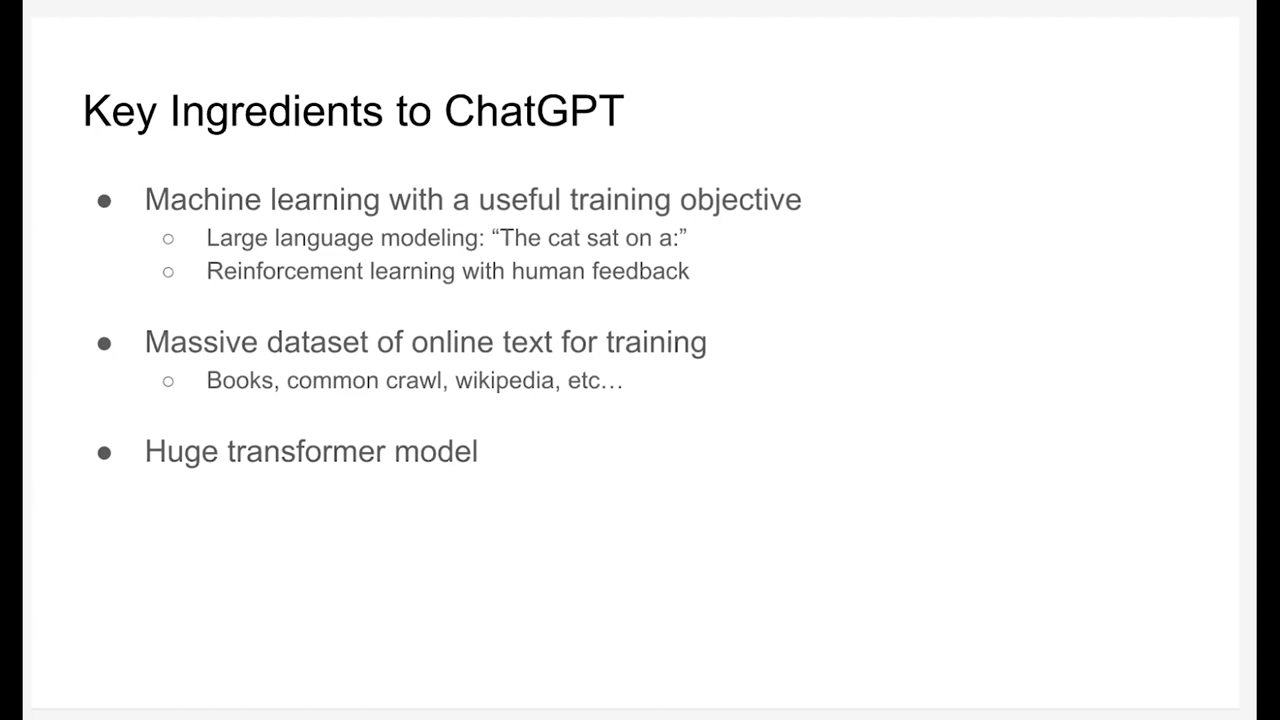 Key Ingredients to ChatGPT
● Machine learning with a useful training objective
○ Large language modeling: “The cat sat on a:”
○ Reinforcement learning with human feedback
● Massive dataset of online text for training
○ Books, common crawl, wikipedia, etc…
● Huge transformer model